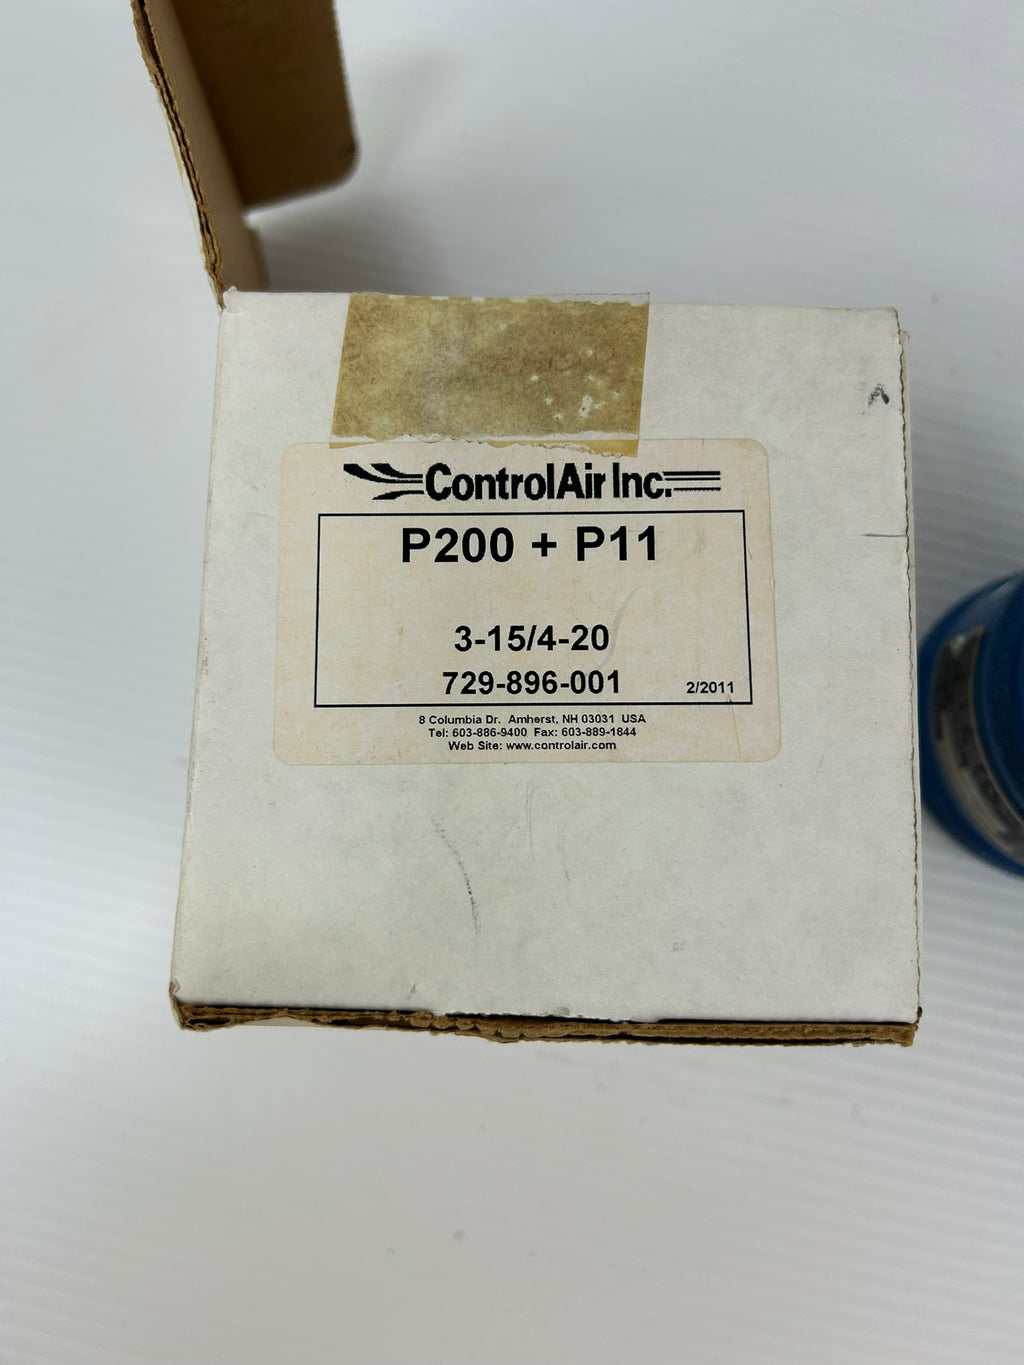 ControlAir Inc.
P200 + P11
3-15/4-20
729-896-001
2/2011
8 Columbia Dr. Amherst, NH 03031 USA
Tel: 603-886-9400 Fax: 603-889-1844
Web Site: www.controlair.com